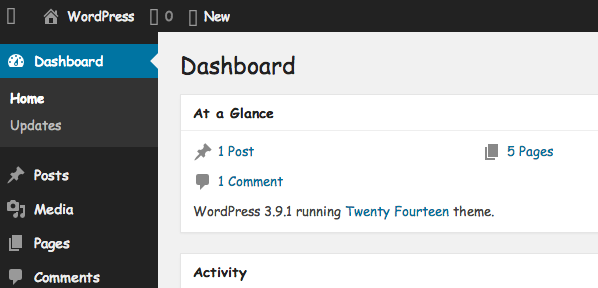 WordPress 0 New
Dashboard
Home
Updates
Posts
Media
Pages
Comments
Dashboard
At a Glance
1 Post
5 Pages
1 Comment
WordPress 3.9.1 running Twenty Fourteen theme.
Activity